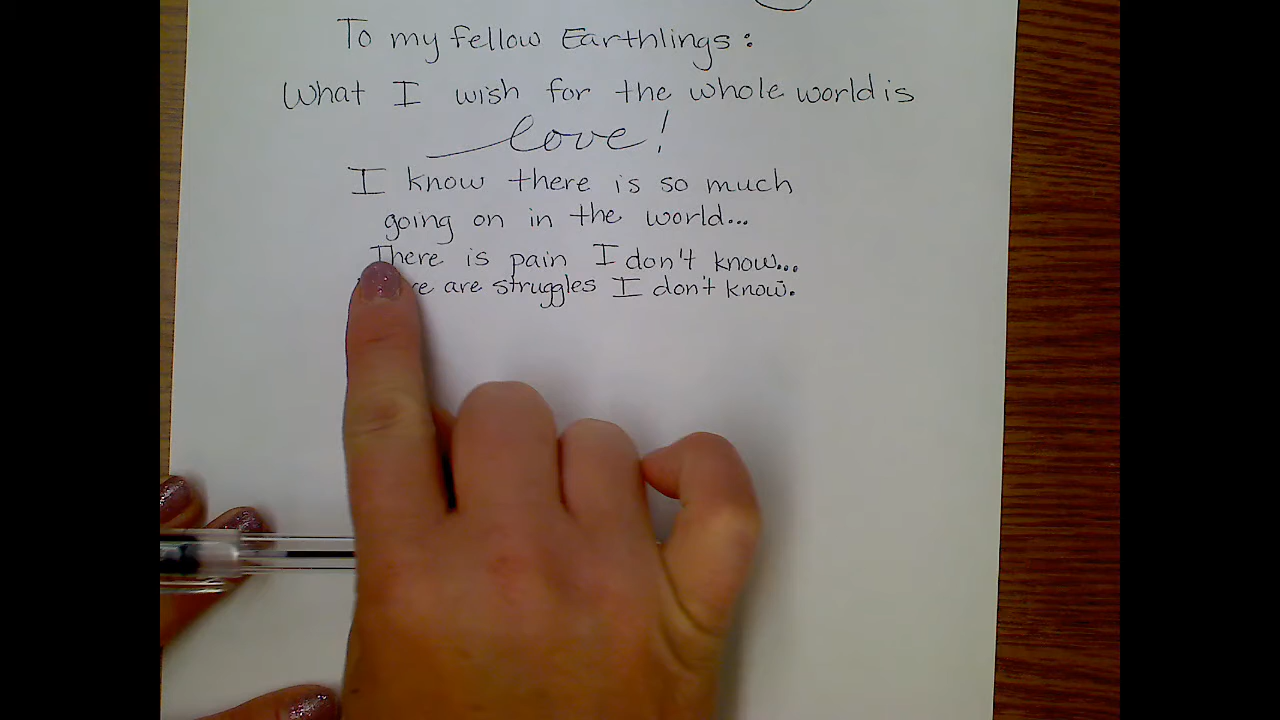 To my fellow Earthlings:
What I wish for the whole world is
love!
I know there is so much
going on in the world...
There is pain I don't know...
are struggles I don't know.